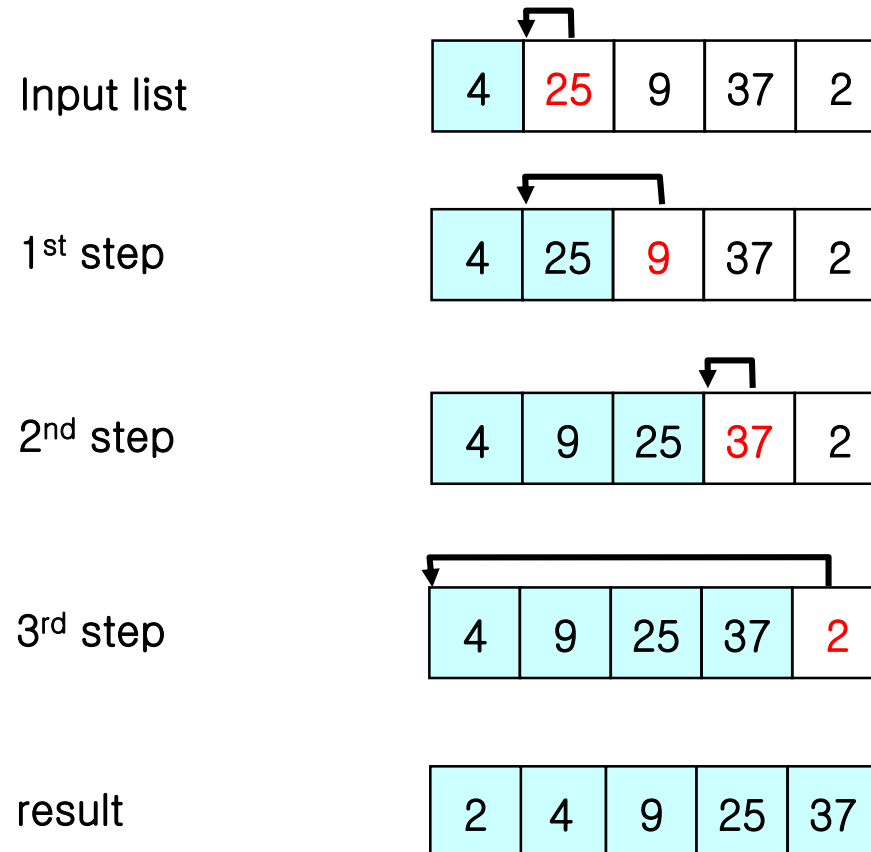 Input list 4 25 9 37 2
1st step 4 25 9 37 2
2nd step 4 9 25 37 2
3rd step 4 9 25 37 2
result 2 4 9 25 37